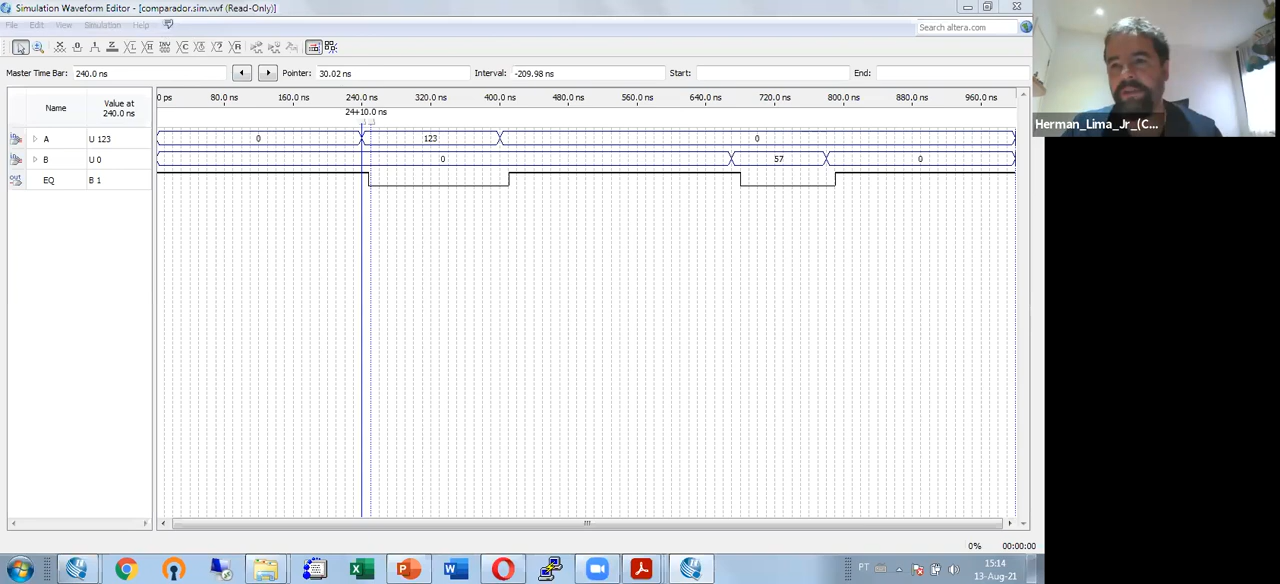 Simulation Waveform Editor - [comparador.sim.vwf (Read-Only)]
File Edit View Simulation Help
Search altera.com
Master Time Bar: 240.0 ns Pointer: 30.02 ns Interval: -209.98 ns Start: End:
Name Value at 240.0 ns
0 ps 80.0 ns 160.0 ns 240.0 ns 320.0 ns 400.0 ns 480.0 ns 560.0 ns 640.0 ns 720.0 ns 800.0 ns 880.0 ns 960.0 ns
24+10.0 ns
A U 123 0 123 0
B U 0 0 57 0
EQ B 1
0% 00:00:00
PT
15:14
13-Aug-21
Herman_Lima_Jr_(C...